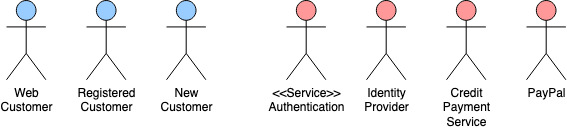 Web
Customer
Registered
Customer
New
Customer
<<Service>>
Authentication
Identity
Provider
Credit
Payment
Service
PayPal